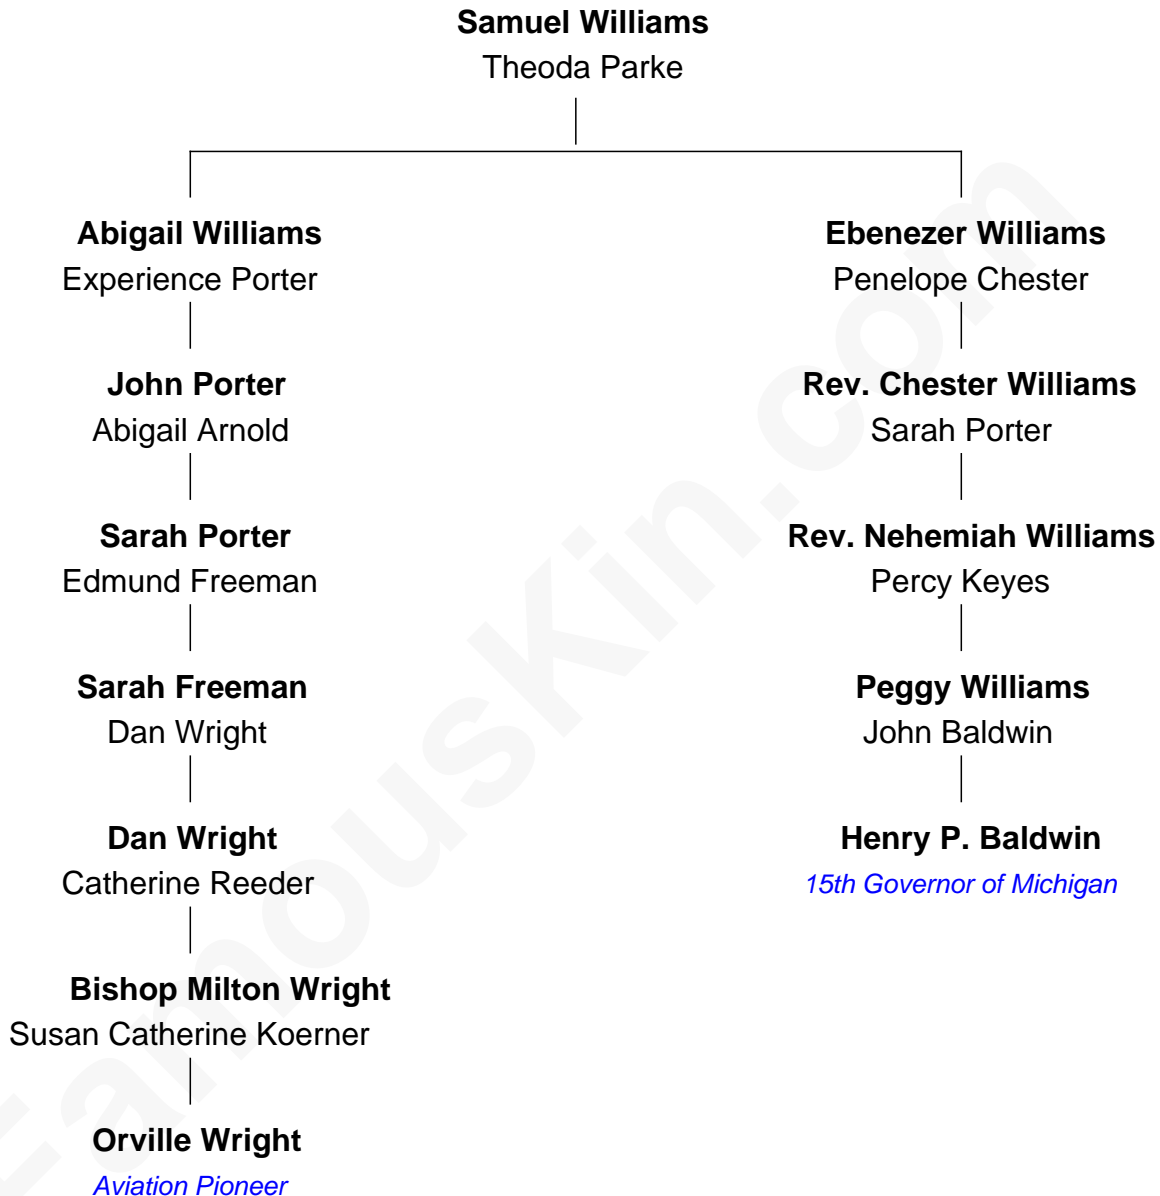 Samuel Williams
Theoda Parke
Abigail Williams
Experience Porter
Ebenezer Williams
Penelope Chester
John Porter
Abigail Arnold
Rev. Chester Williams
Sarah Porter
Sarah Porter
Edmund Freeman
Rev. Nehemiah Williams
Percy Keyes
Sarah Freeman
Dan Wright
Peggy Williams
John Baldwin
Dan Wright
Catherine Reeder
Henry P. Baldwin
15th Governor of Michigan
Bishop Milton Wright
Susan Catherine Koerner
Orville Wright
Aviation Pioneer
FamousKin.com